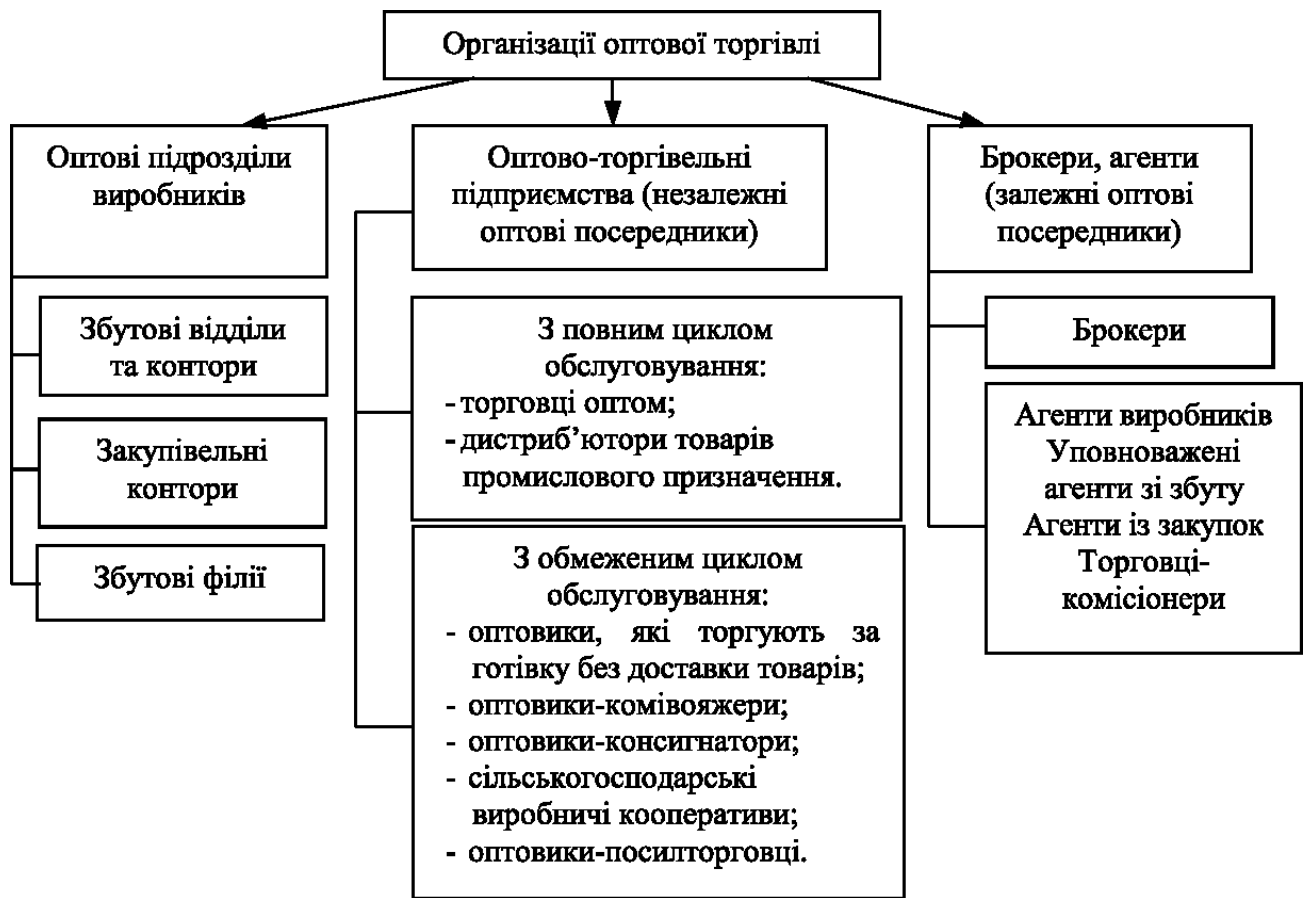 Організації оптової торгівлі
Оптові підрозділи
виробників
Збутові відділи
та контори
Закупівельні
контори
Збутові філії
Оптово-торгівельні
підприємства (незалежні
оптові посередники)
З повним циклом
обслуговування:
- торговці оптом;
- дистриб’ютори товарів
промислового призначення.
З обмеженим циклом
обслуговування:
- оптовики, які торгують за
готівку без доставки товарів;
- оптовики-комівояжери;
- оптовики-консигнатори;
- сільськогосподарські
виробничі кооперативи;
- оптовики-посилторговці.
Брокери, агенти
(залежні оптові
посередники)
Брокери
Агенти виробників
Уповноважені
агенти зі збуту
Агенти із закупок
Торговці-
комісіонери